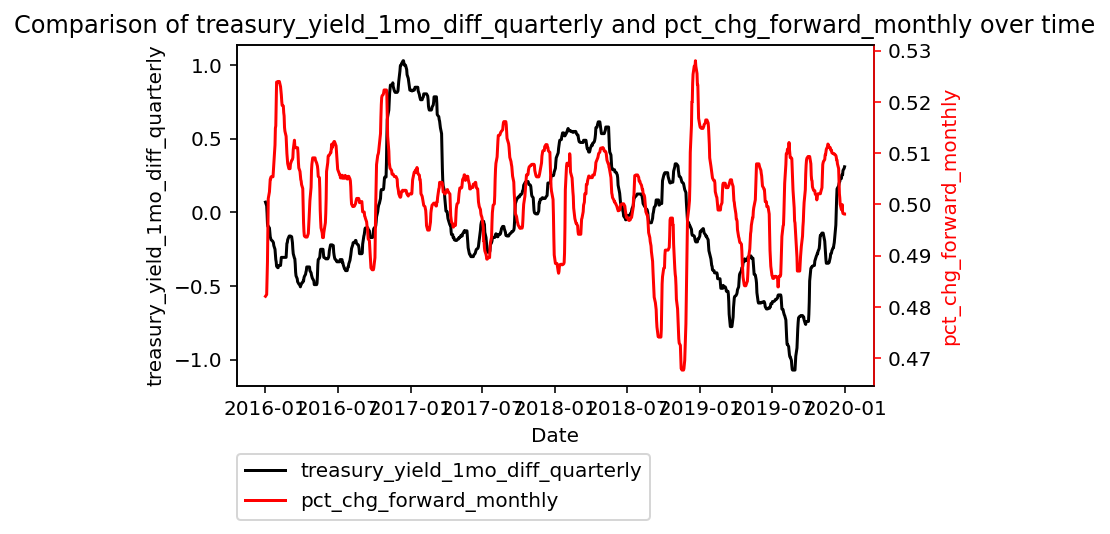 Comparison of treasury_yield_1mo_diff_quarterly and pct_chg_forward_monthly over time
treasury_yield_1mo_diff_quarterly
1.0
0.5
0.0
−0.5
−1.0
0.53
0.52
0.51
0.50
0.49
0.48
0.47
pct_chg_forward_monthly
2016-01 2016-07 2017-01 2017-07 2018-01 2018-07 2019-01 2019-07 2020-01
Date
treasury_yield_1mo_diff_quarterly
pct_chg_forward_monthly